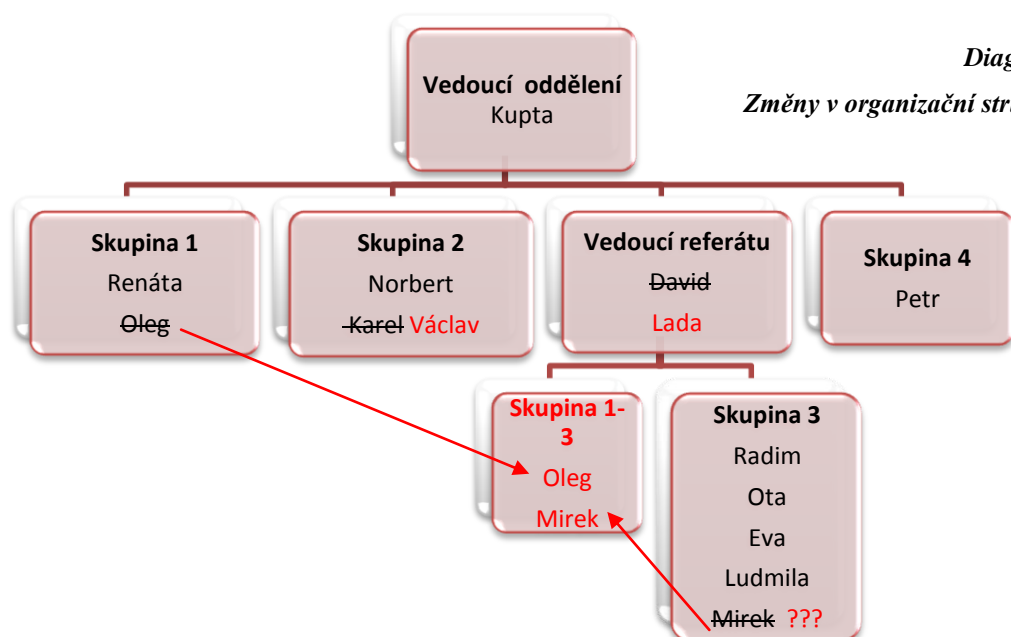 Diag
Změny v organizační str
Vedoucí oddělení
Kupta
Skupina 1
Renáta
Oleg
Skupina 2
Norbert
Karel Václav
Vedoucí referátu
David
Lada
Skupina 4
Petr
Skupina 1-
3
Oleg
Mirek
Skupina 3
Radim
Ota
Eva
Ludmila
Mirek ???